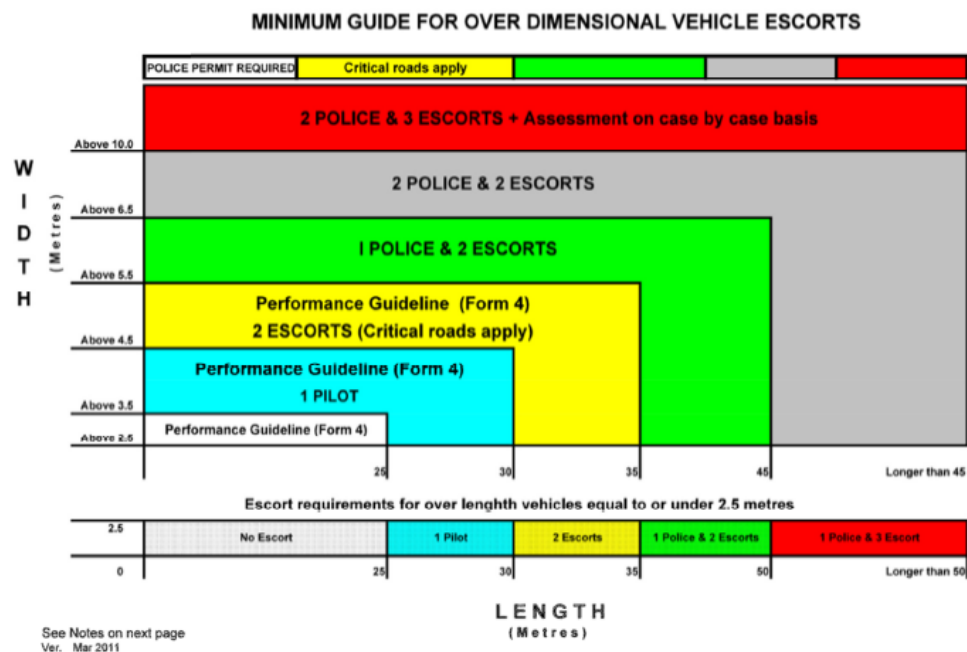 MINIMUM GUIDE FOR OVER DIMENSIONAL VEHICLE ESCORTS
POLICE PERMIT REQUIRED Critical roads apply
2 POLICE & 3 ESCORTS + Assessment on case by case basis
Above 10.0
2 POLICE & 2 ESCORTS
Above 6.5
I POLICE & 2 ESCORTS
Above 5.5
Performance Guideline (Form 4)
2 ESCORTS (Critical roads apply)
Above 4.5
Performance Guideline (Form 4)
1 PILOT
Above 3.5
Performance Guideline (Form 4)
Above 2.5
WIDTH
(Metres)
25 30 35 45 Longer than 45
Escort requirements for over lenghth vehicles equal to or under 2.5 metres
2.5
No Escort 1 Pilot 2 Escorts 1 Police & 2 Escorts 1 Police & 3 Escort
0 25 30 35 50 Longer than 50
LENGTH
(Metres)
See Notes on next page
Ver. Mar 2011